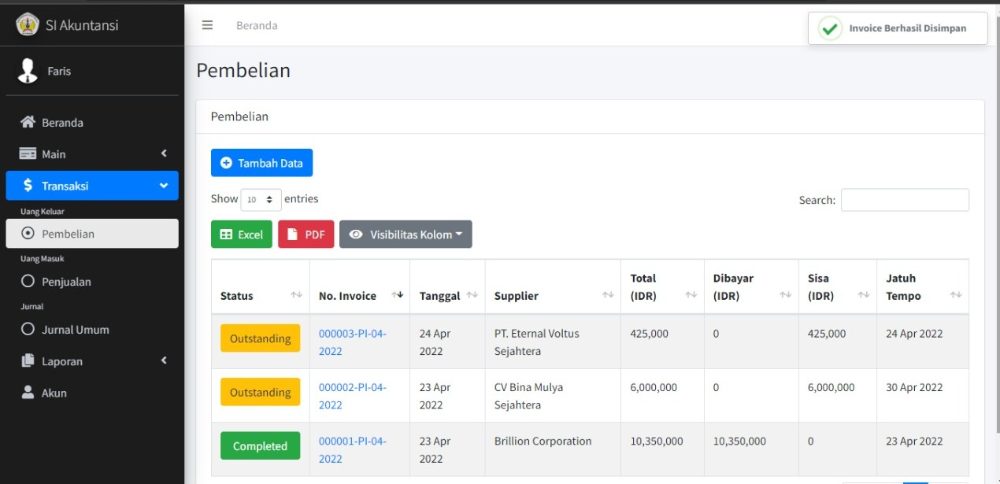 SI Akuntansi
Beranda
Invoice Berhasil Disimpan
Faris
Beranda
Main
Transaksi
Uang Keluar
Pembelian
Uang Masuk
Penjualan
Jurnal
Jurnal Umum
Laporan
Akun
Pembelian
Pembelian
Tambah Data
Show 10 entries
Search:
Excel PDF Visibilitas Kolom
Status No. Invoice Tanggal Supplier Total (IDR) Dibayar (IDR) Sisa (IDR) Jatuh Tempo
Outstanding 000003-PI-04-2022 24 Apr 2022 PT. Eternal Voltus Sejahtera 425,000 0 425,000 24 Apr 2022
Outstanding 000002-PI-04-2022 23 Apr 2022 CV Bina Mulya Sejahtera 6,000,000 0 6,000,000 30 Apr 2022
Completed 000001-PI-04-2022 23 Apr 2022 Brillion Corporation 10,350,000 10,350,000 0 23 Apr 2022